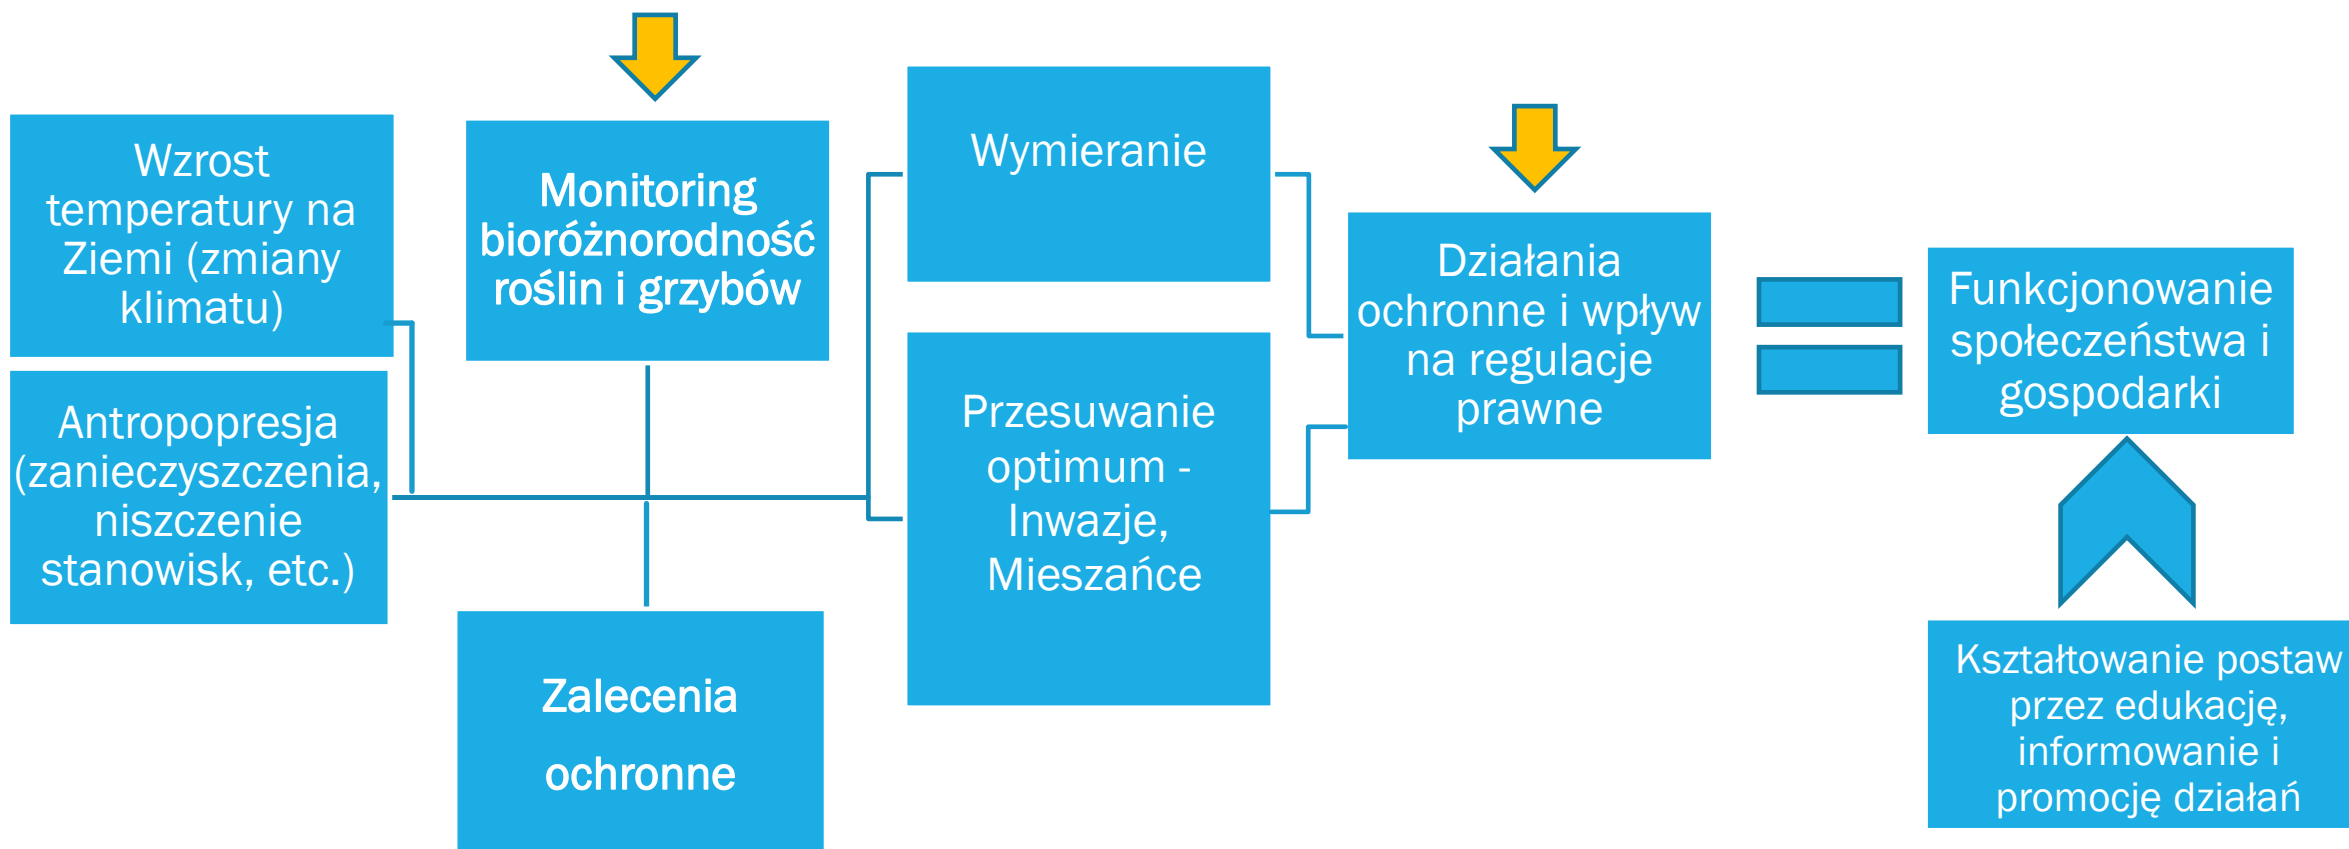 Wzrost
temperatury na
Ziemi (zmiany
klimatu)
Antropopresja
(zanieczyszczenia,
niszczenie
stanowisk, etc.)
Monitoring
bioróżnorodność
roślin i grzybów
Zalecenia
ochronne
Wymieranie
Przesuwanie
optimum -
Inwazje,
Mieszańce
Działania
ochronne i wpływ
na regulacje
prawne
Funkcjonowanie
społeczeństwa i
gospodarki
Kształtowanie postaw
przez edukację,
informowanie i
promocję działań